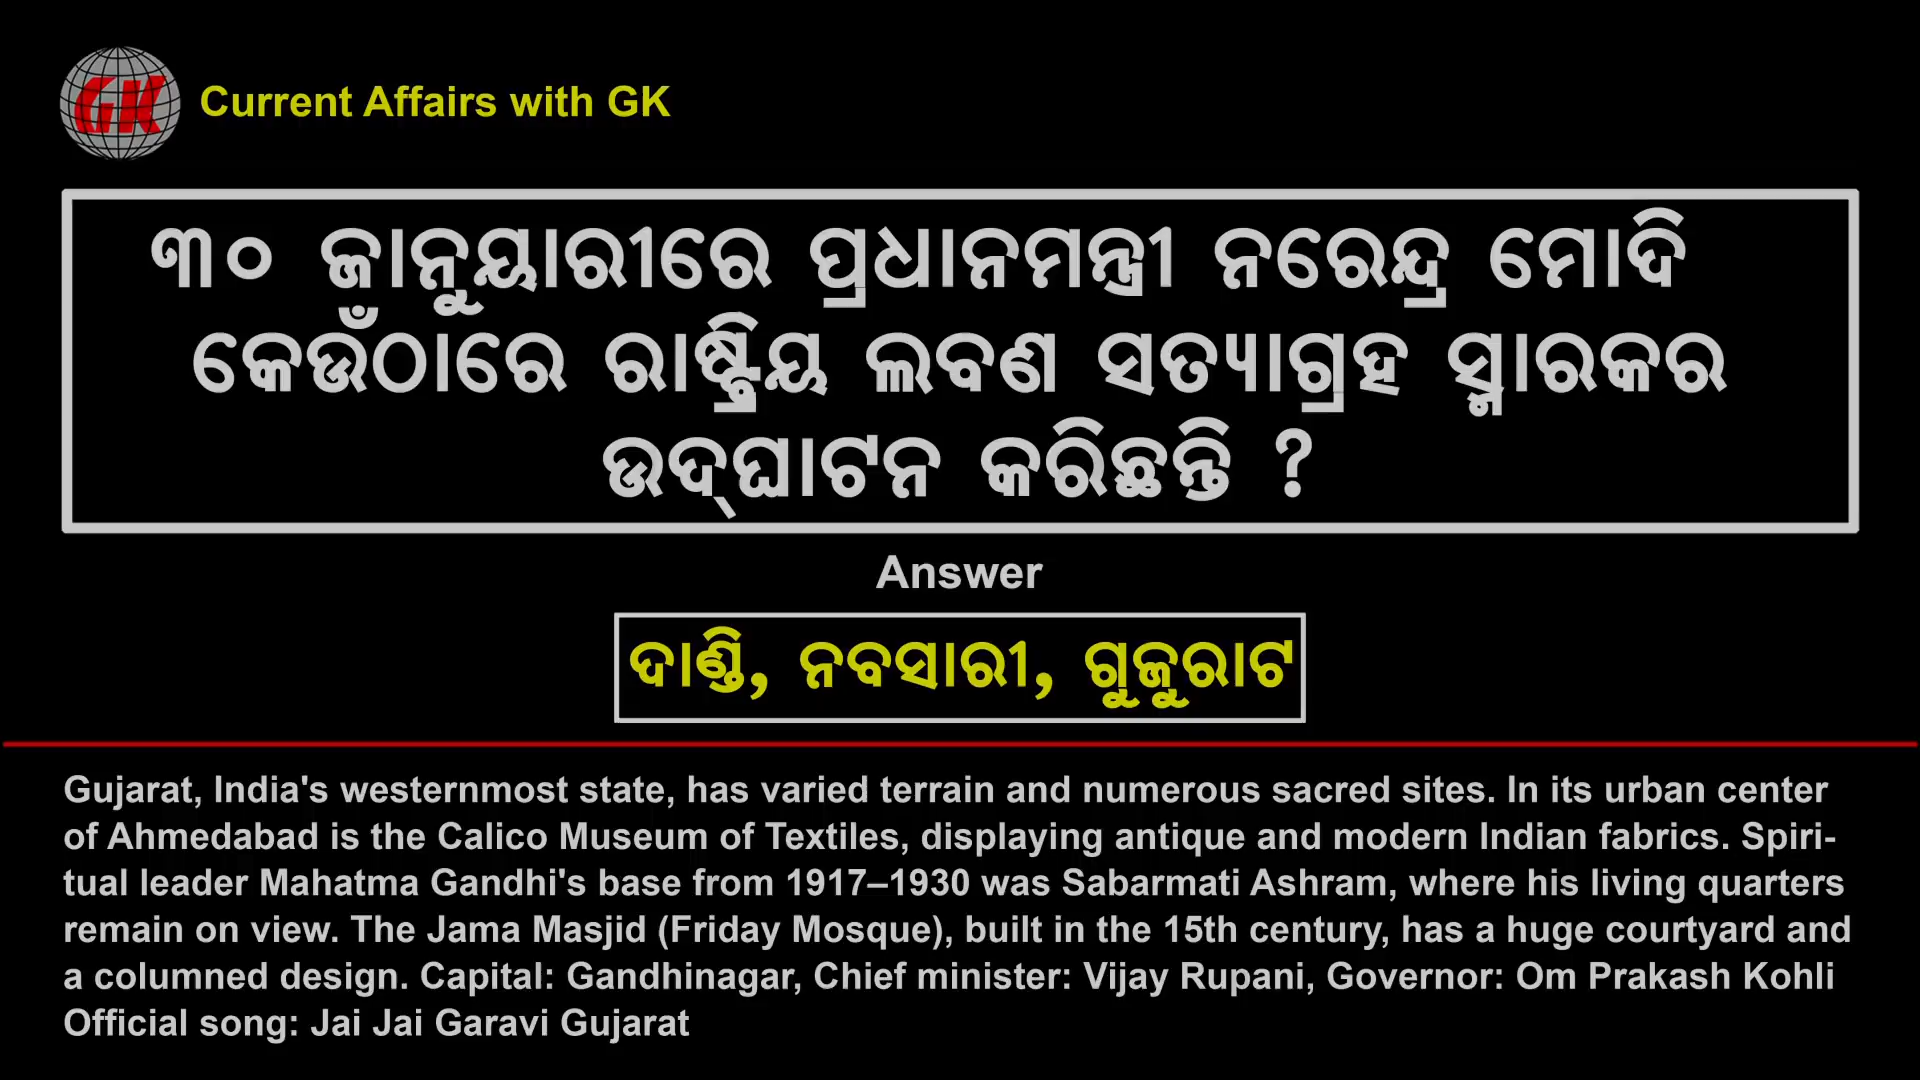 GK
Current Affairs with GK
୩୦ ଜାନୁୟାରୀରେ ପ୍ରଧାନମନ୍ତ୍ରୀ ନରେନ୍ଦ୍ର ମୋଦି
କେଉଁଠାରେ ରାଷ୍ଟ୍ରିୟ ଲବଣ ସତ୍ୟାଗ୍ରହ ସ୍ମାରକର
ଉଦ୍‌ଘାଟନ କରିଛନ୍ତି ?
Answer
ଦାଣ୍ଡି, ନବସାରୀ, ଗୁଜୁରାଟ
Gujarat, India's westernmost state, has varied terrain and numerous sacred sites. In its urban center
of Ahmedabad is the Calico Museum of Textiles, displaying antique and modern Indian fabrics. Spiri-
tual leader Mahatma Gandhi's base from 1917–1930 was Sabarmati Ashram, where his living quarters
remain on view. The Jama Masjid (Friday Mosque), built in the 15th century, has a huge courtyard and
a columned design. Capital: Gandhinagar, Chief minister: Vijay Rupani, Governor: Om Prakash Kohli
Official song: Jai Jai Garavi Gujarat